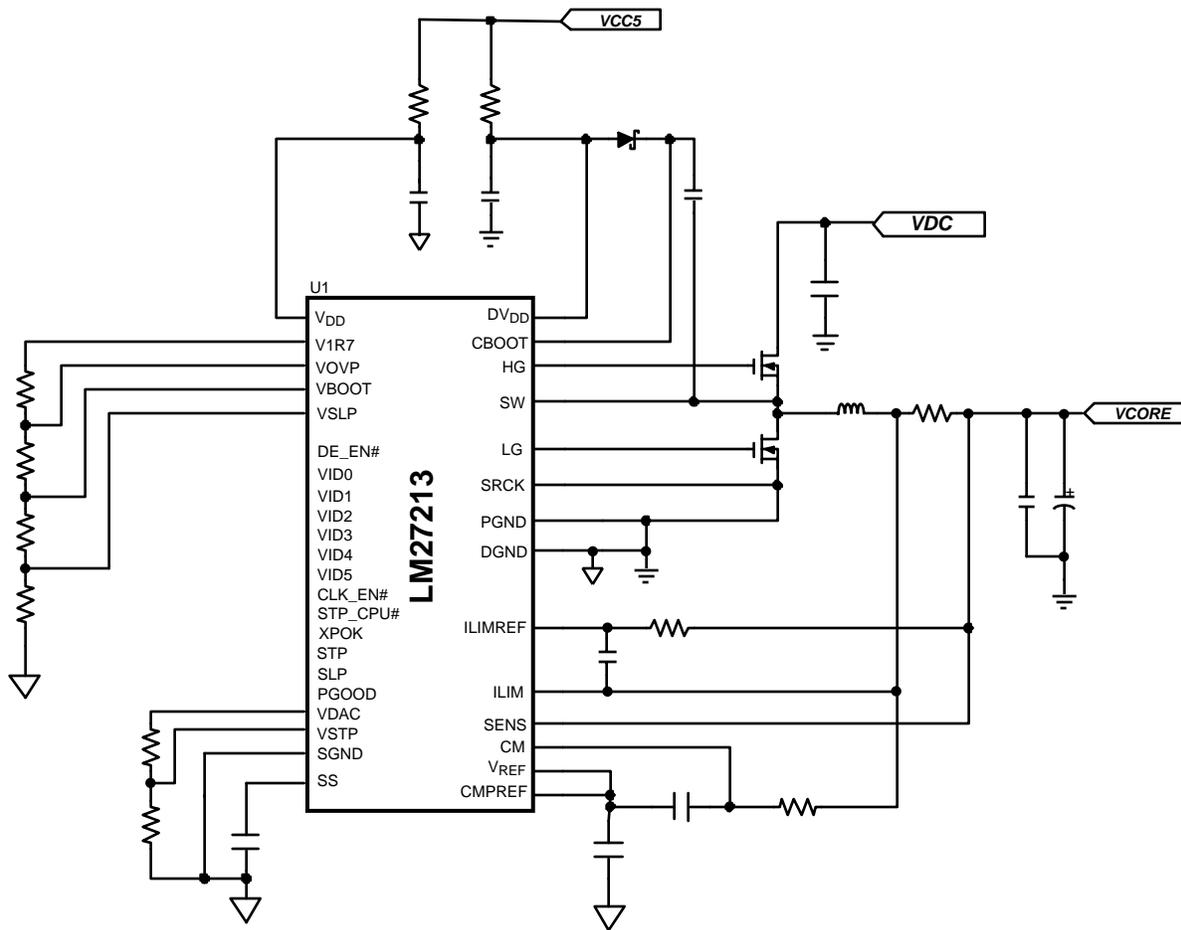 VCC5
VDC
U1
VDD
V1R7
VOVP
VBOOT
VSLP
DE_EN#
VID0
VID1
VID2
VID3
VID4
VID5
CLK_EN#
STP_CPU#
XPOK
STP
SLP
PGOOD
VDAC
VSTP
SGND
SS
LM27213
DVDD
CBOOT
HG
SW
LG
SRCK
PGND
DGND
ILIMREF
ILIM
SENS
CM
VREF
CMPREF
VCORE
+